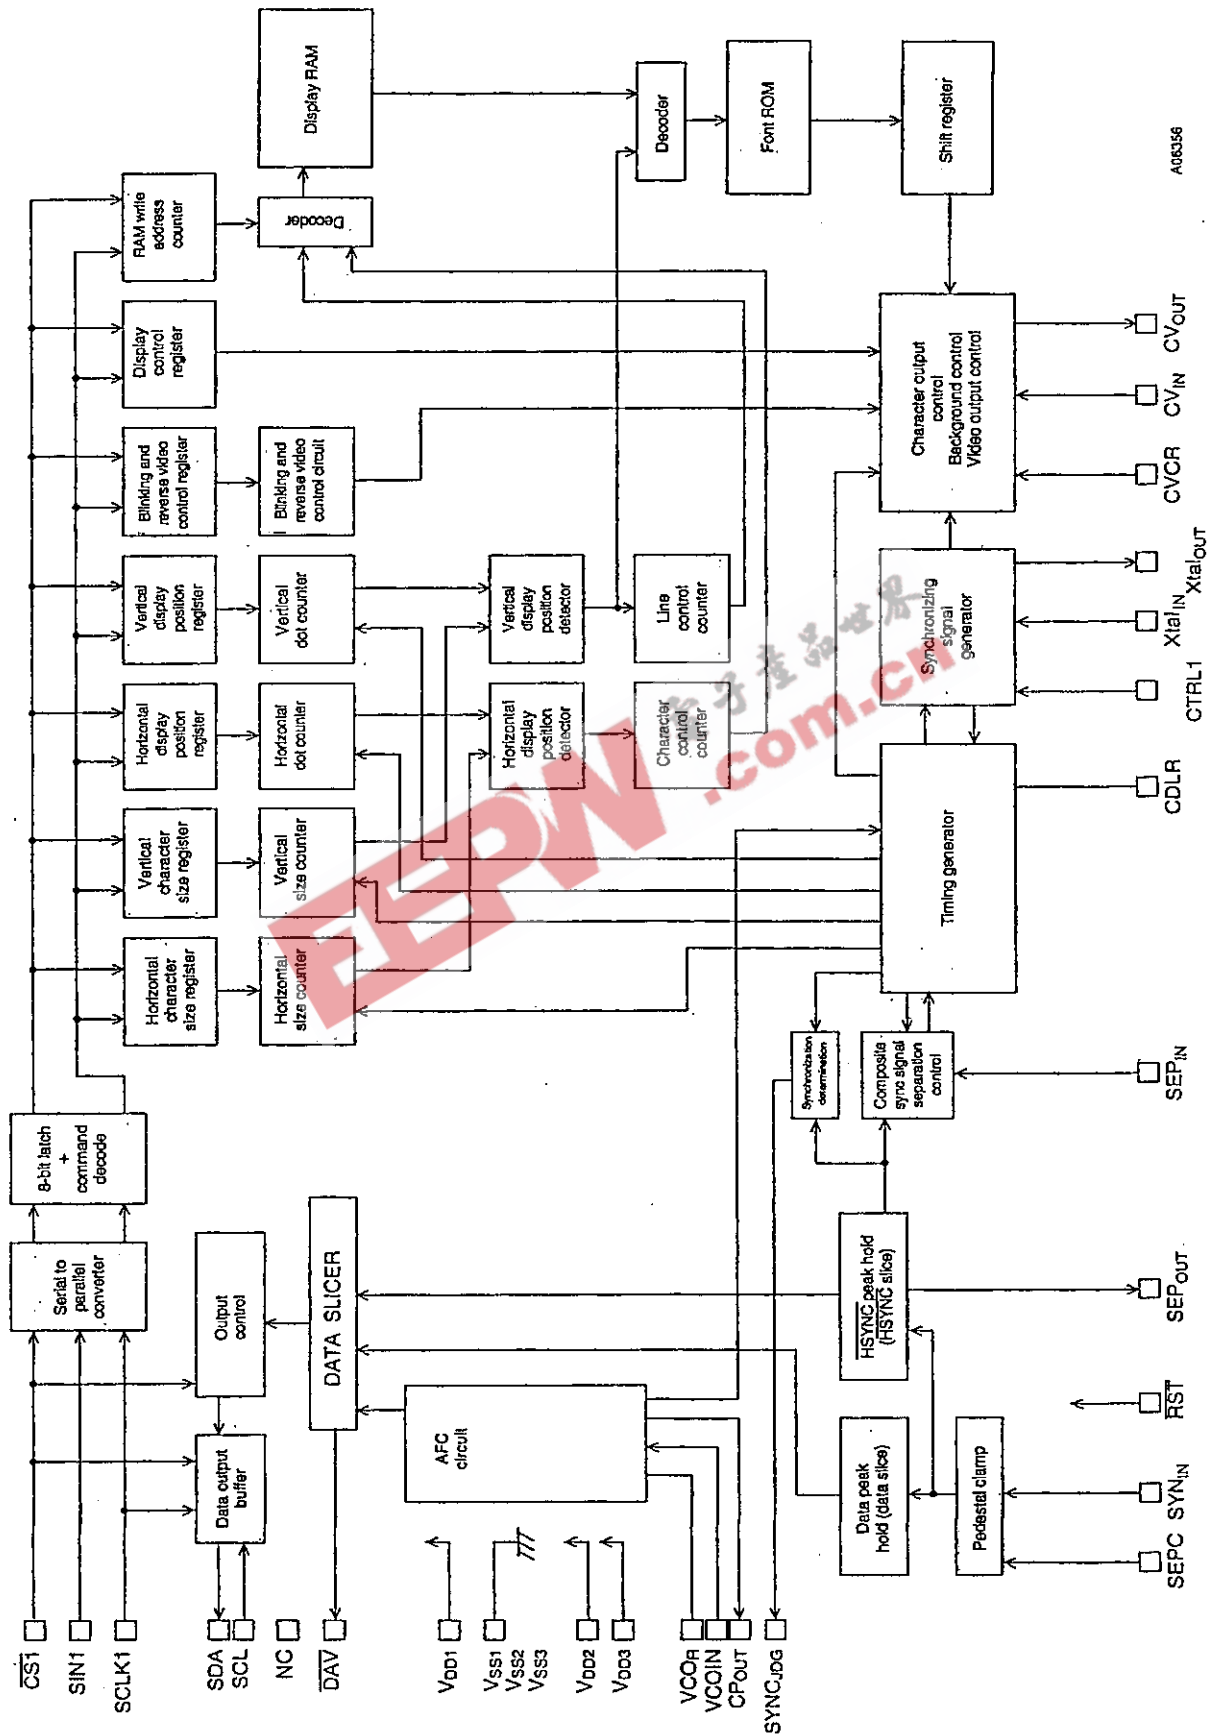 CS1
SIN1
SCLK1
SDA
SCL
NC
DAV
VDD1
VSS1
VSS2
VSS3
VDD2
VDD3
VCOR
VCOIN
CPOUT
SYNCJDG
Serial to
parallel
converter
8-bit latch
+
command
decode
Output
control
Data output
buffer
DATA SLICER
AFC
circuit
Horizontal
character
size register
Vertical
character
size register
Horizontal
display
position
register
Vertical
display
position
register
Blinking and
reverse video
control register
Display
control
register
RAM write
address
counter
Horizontal
size counter
Vertical
size counter
Horizontal
dot counter
Vertical
dot counter
Blinking and
reverse video
control circuit
Decoder
Display RAM
Horizontal
display
position
detector
Vertical
display
position
detector
Character
control
counter
Line
control
counter
Decoder
Font ROM
Shift register
Data peak
hold (data slice)
Pedestal clamp
HSYNC peak hold
(HSYNC slice)
Synchronization
determination
Composite
sync signal
separation
control
Timing generator
Synchronizing
signal
generator
Character output
control
Background control
Video output control
SEPC
SYNIN
RST
SEPOUT
SEPIN
CDLR
CTRL1
XtalIN
XtalOUT
CVCR
CVIN
CVOUT
A06356
EEPW
.com.cn
电子产品世界